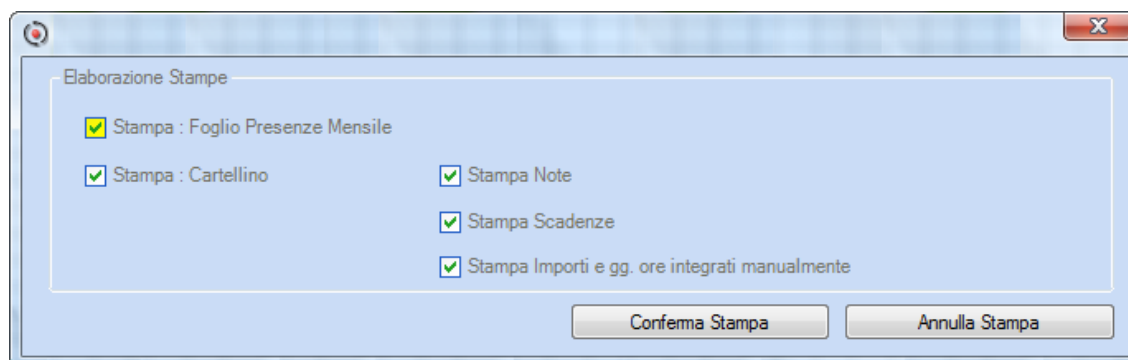 Elaborazione Stampe
Stampa : Foglio Presenze Mensile
Stampa : Cartellino
Stampa Note
Stampa Scadenze
Stampa Importi e gg. ore integrati manualmente
Conferma Stampa
Annulla Stampa